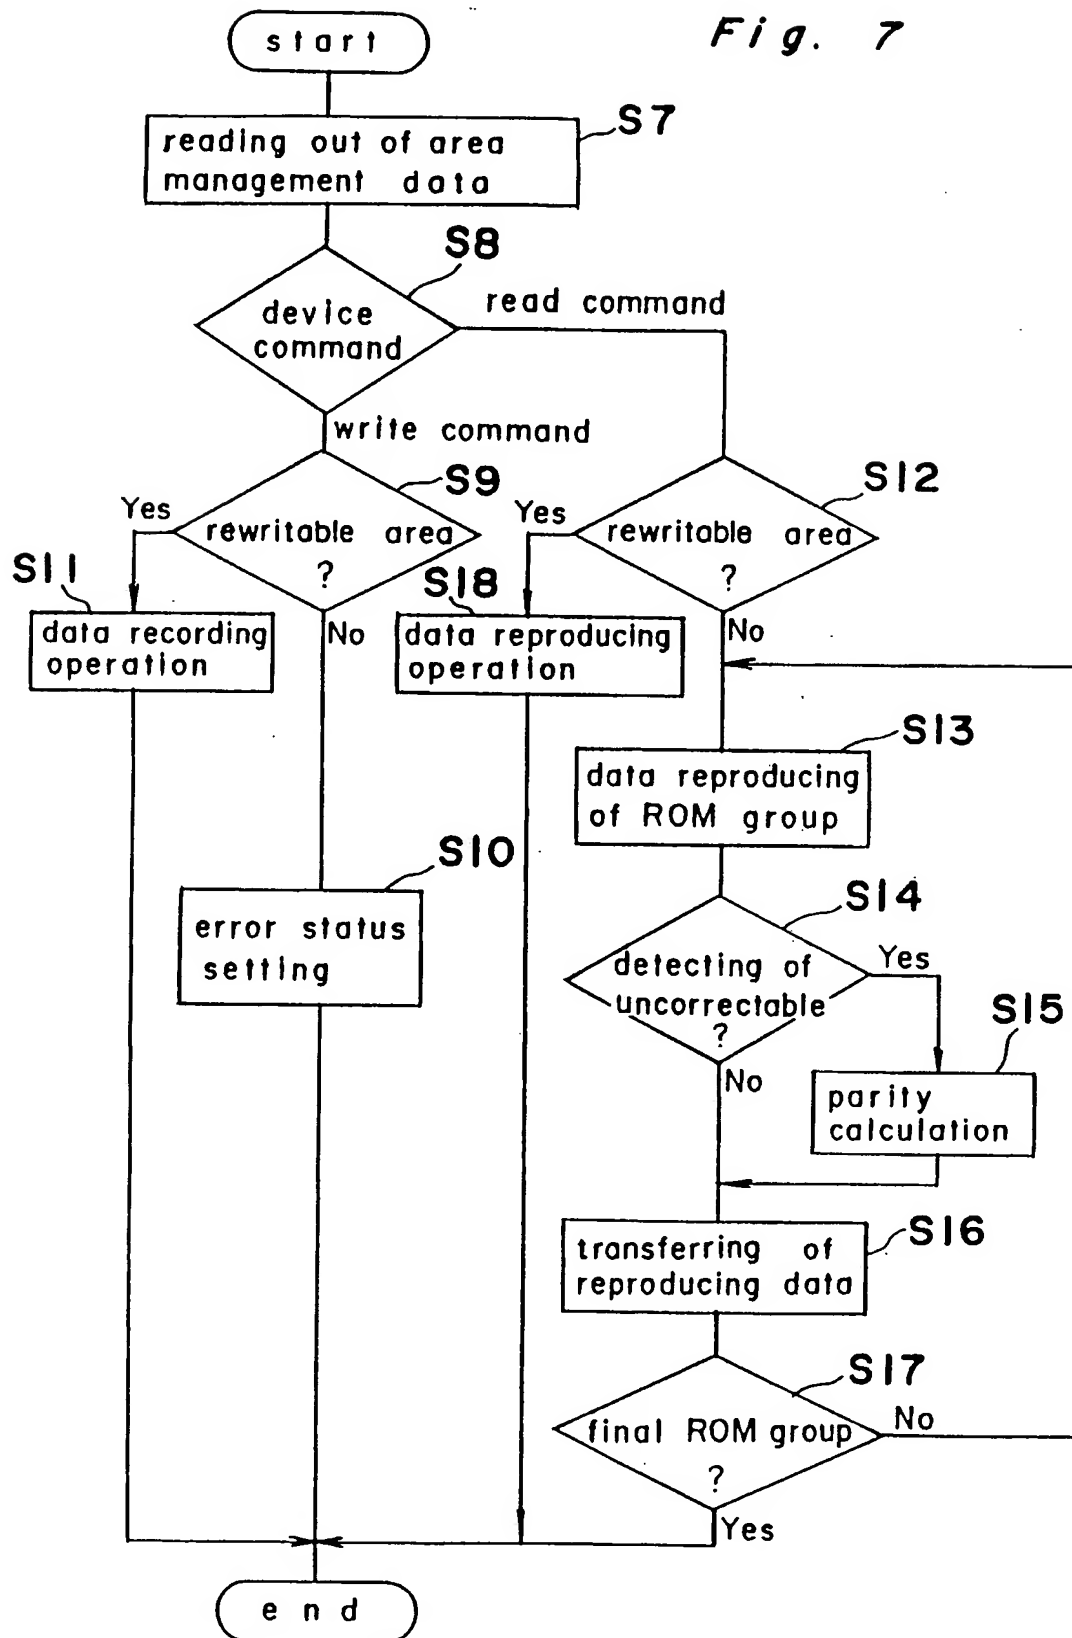 Fig. 7
start
S7
reading out of area
management data
S8
device
command
read command
write command
S9
Yes
rewritable area
?
No
S12
Yes
rewritable area
?
No
S11
data recording
operation
S18
data reproducing
operation
S13
data reproducing
of ROM group
S10
error status
setting
S14
detecting of
uncorrectable
?
Yes
No
S15
parity
calculation
S16
transferring of
reproducing data
S17
final ROM group
?
No
Yes
end